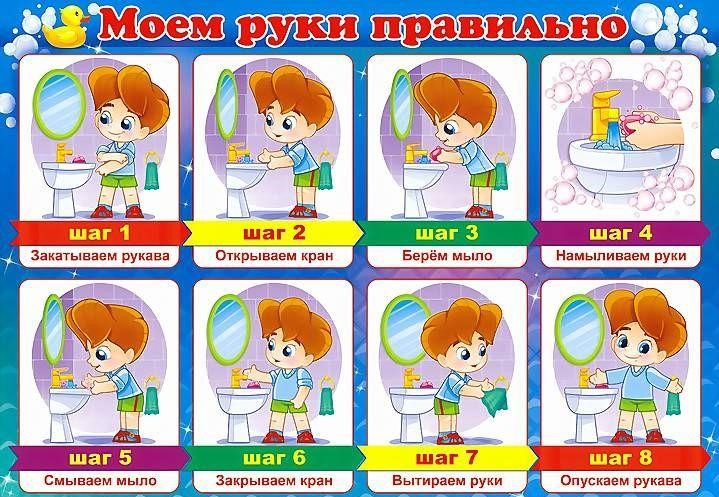 Моем руки правильно
шаг 1
Закатываем рукава
шаг 2
Открываем кран
шаг 3
Берём мыло
шаг 4
Намыливаем руки
шаг 5
Смываем мыло
шаг 6
Закрываем кран
шаг 7
Вытираем руки
шаг 8
Опускаем рукава